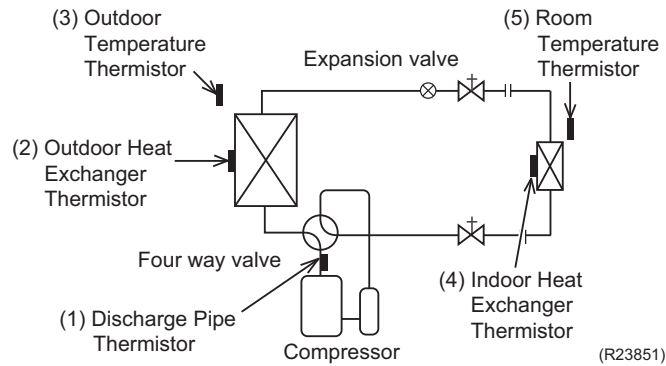 (3) Outdoor
Temperature
Thermistor
Expansion valve
(5) Room
Temperature
Thermistor
(2) Outdoor Heat
Exchanger
Thermistor
Four way valve
(4) Indoor Heat
Exchanger
Thermistor
(1) Discharge Pipe
Thermistor
Compressor
(R23851)